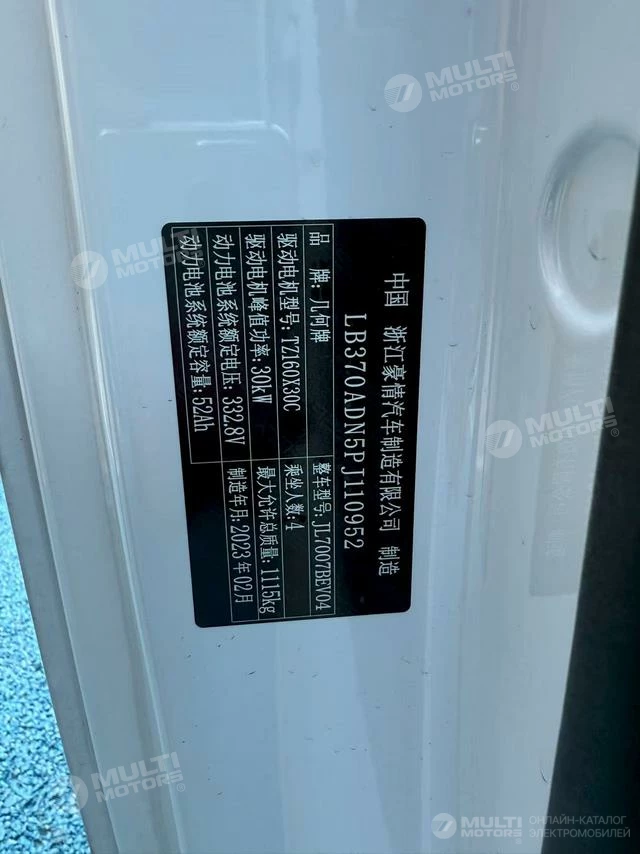 中国 浙江豪情汽车制造有限公司 制造
LB370ADN5PJ110952
品 牌: 几何牌 整车型号: JL7007BEV04
驱动电机型号: TZ160X30C 乘坐人数: 4
驱动电机峰值功率: 30kW 最大允许总质量: 1115kg
动力电池系统额定电压: 332.8V 制造年月: 2023 年 02月
动力电池系统额定容量: 52Ah
MULTI
MOTORS®
MULTI
MOTORS®
MULTI
MOTORS®
MULTI
MOTORS®
MULTI
MOTORS®
ОНЛАЙН-КАТАЛОГ
ЭЛЕКТРОМОБИЛЕЙ